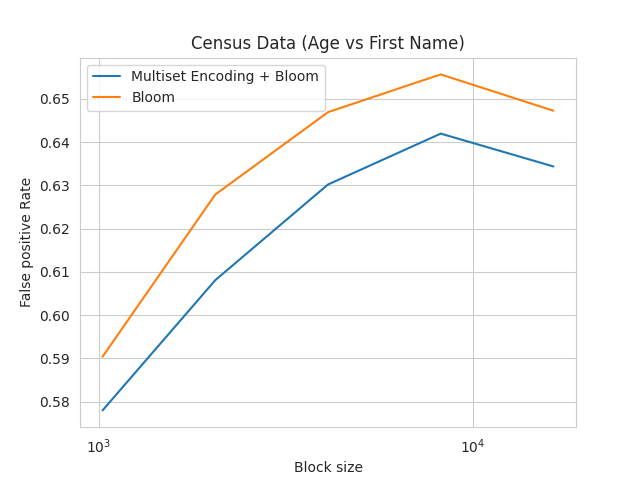 Census Data (Age vs First Name)
Multiset Encoding + Bloom
Bloom
False positive Rate
0.65
0.64
0.63
0.62
0.61
0.60
0.59
0.58
10³
10⁴
Block size